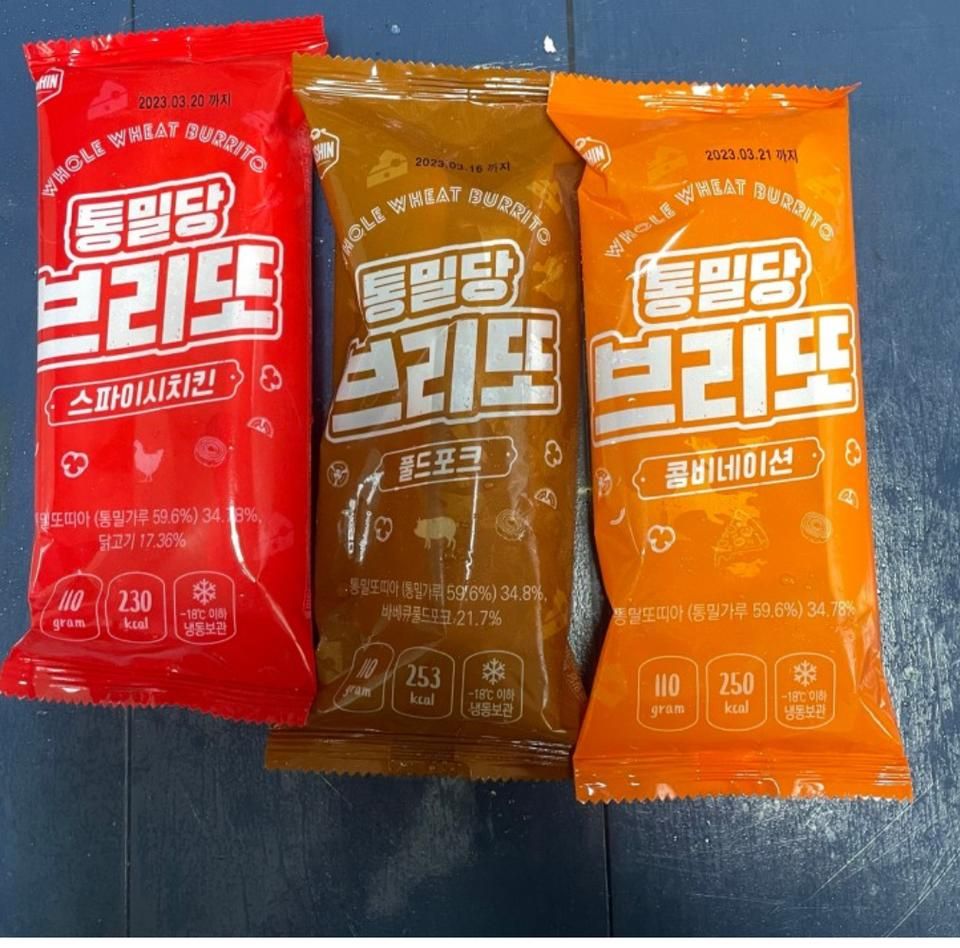 SHIN
2023.03.20 까지
WHOLE WHEAT BURRITO
통밀당
브리또
스파이시치킨
통밀또띠아 (통밀가루 59.6%) 34.78%,
닭고기 17.36%
110 gram
230 kcal
-18℃ 이하 냉동보관
SHIN
2023.03.16 까지
WHOLE WHEAT BURRITO
통밀당
브리또
풀드포크
통밀또띠아 (통밀가루 59.6%) 34.8%,
바베큐풀드포크 21.7%
110 gram
253 kcal
-18℃ 이하 냉동보관
SHIN
2023.03.21 까지
WHOLE WHEAT BURRITO
통밀당
브리또
콤비네이션
통밀또띠아 (통밀가루 59.6%) 34.78%
110 gram
250 kcal
-18℃ 이하 냉동보관